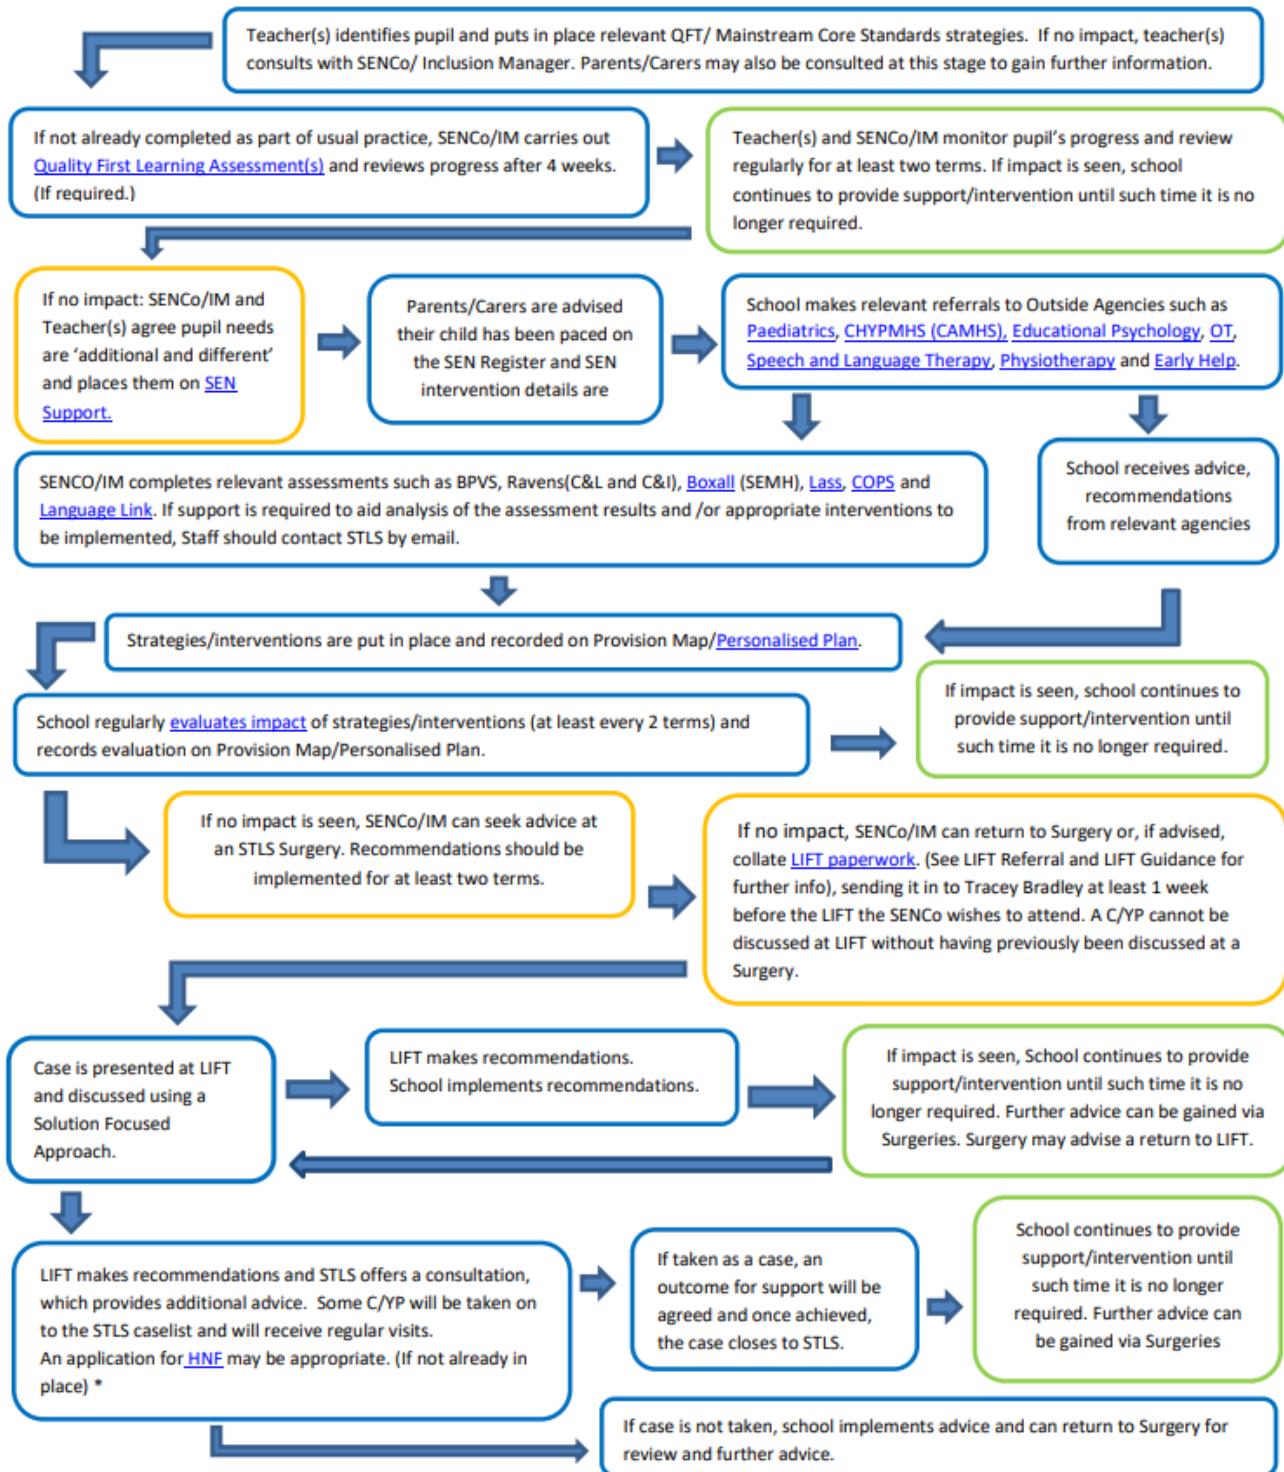 Teacher(s) identifies pupil and puts in place relevant QFT/ Mainstream Core Standards strategies. If no impact, teacher(s)
consults with SENCo/ Inclusion Manager. Parents/Carers may also be consulted at this stage to gain further information.
If not already completed as part of usual practice, SENCo/IM carries out
Quality First Learning Assessment(s) and reviews progress after 4 weeks.
(If required.)
Teacher(s) and SENCo/IM monitor pupil's progress and review
regularly for at least two terms. If impact is seen, school
continues to provide support/intervention until such time it is no
longer required.
If no impact: SENCo/IM and
Teacher(s) agree pupil needs
are 'additional and different'
and places them on SEN
Support.
Parents/Carers are advised
their child has been paced on
the SEN Register and SEN
intervention details are
School makes relevant referrals to Outside Agencies such as
Paediatrics, CHYPMHS (CAMHS), Educational Psychology, OT,
Speech and Language Therapy, Physiotherapy and Early Help.
SENCO/IM completes relevant assessments such as BPVS, Ravens(C&L and C&I), Boxall (SEMH), Lass, COPS and
Language Link. If support is required to aid analysis of the assessment results and /or appropriate interventions to
be implemented, Staff should contact STLS by email.
School receives advice,
recommendations
from relevant agencies
Strategies/interventions are put in place and recorded on Provision Map/Personalised Plan.
School regularly evaluates impact of strategies/interventions (at least every 2 terms) and
records evaluation on Provision Map/Personalised Plan.
If impact is seen, school continues to
provide support/intervention until
such time it is no longer required.
If no impact is seen, SENCo/IM can seek advice at
an STLS Surgery. Recommendations should be
implemented for at least two terms.
If no impact, SENCo/IM can return to Surgery or, if advised,
collate LIFT paperwork. (See LIFT Referral and LIFT Guidance for
further info), sending it in to Tracey Bradley at least 1 week
before the LIFT the SENCo wishes to attend. A C/YP cannot be
discussed at LIFT without having previously been discussed at a
Surgery.
Case is presented at LIFT
and discussed using a
Solution Focused
Approach.
LIFT makes recommendations.
School implements recommendations.
If impact is seen, School continues to provide
support/intervention until such time it is no
longer required. Further advice can be gained via
Surgeries. Surgery may advise a return to LIFT.
LIFT makes recommendations and STLS offers a consultation,
which provides additional advice. Some C/YP will be taken on
to the STLS caselist and will receive regular visits.
An application for HNF may be appropriate. (If not already in
place) *
If taken as a case, an
outcome for support will be
agreed and once achieved,
the case closes to STLS.
School continues to provide
support/intervention until
such time it is no longer
required. Further advice can
be gained via Surgeries
If case is not taken, school implements advice and can return to Surgery for
review and further advice.